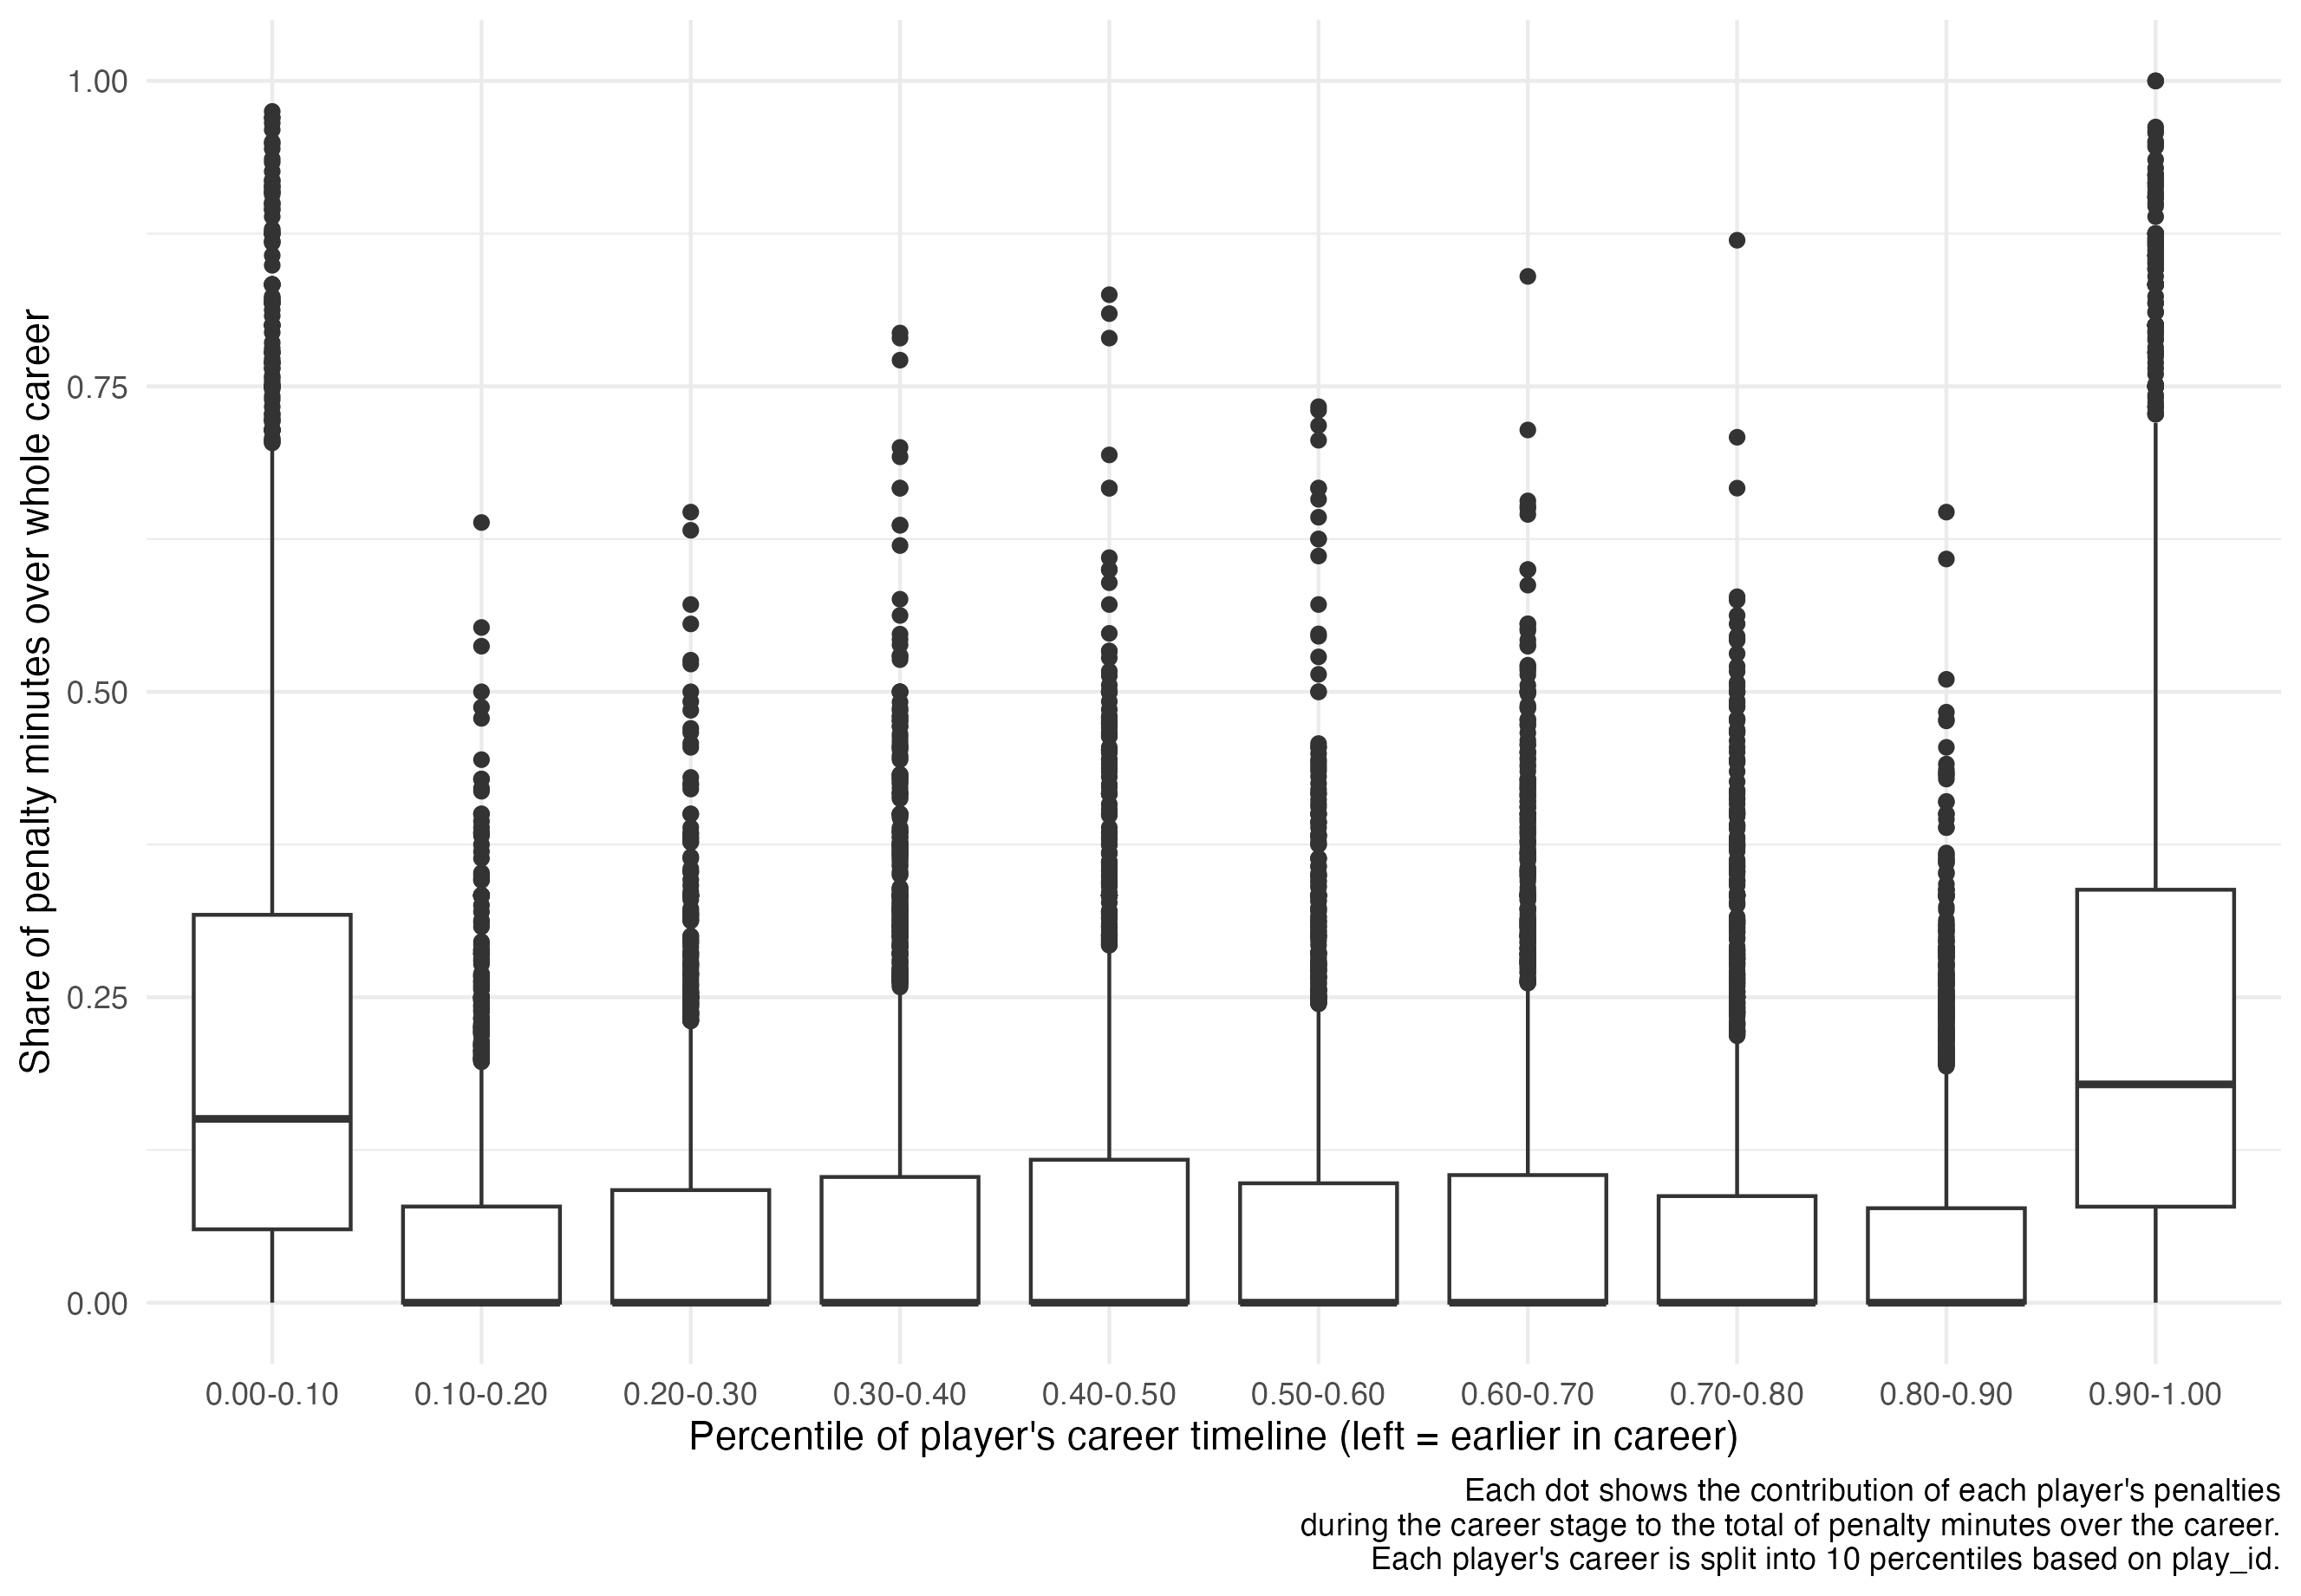 Share of penalty minutes over whole career
1.00
0.75
0.50
0.25
0.00
0.00-0.10 0.10-0.20 0.20-0.30 0.30-0.40 0.40-0.50 0.50-0.60 0.60-0.70 0.70-0.80 0.80-0.90 0.90-1.00
Percentile of player's career timeline (left = earlier in career)
Each dot shows the contribution of each player's penalties
during the career stage to the total of penalty minutes over the career.
Each player's career is split into 10 percentiles based on play_id.